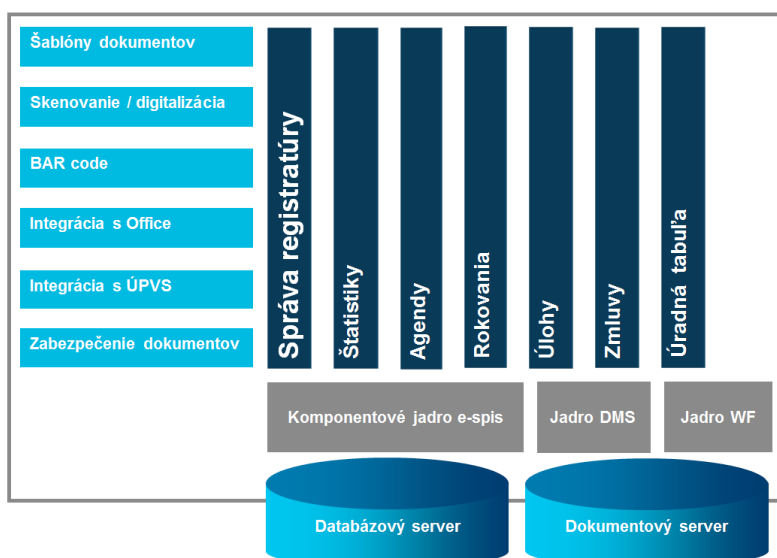 Šablóny dokumentov
Skenovanie / digitalizácia
BAR code
Integrácia s Office
Integrácia s ÚPVS
Zabezpečenie dokumentov
Správa registratúry
Štatistiky
Agendy
Rokovania
Úlohy
Zmluvy
Úradná tabuľa
Komponentové jadro e-spis
Jadro DMS
Jadro WF
Databázový server
Dokumentový server